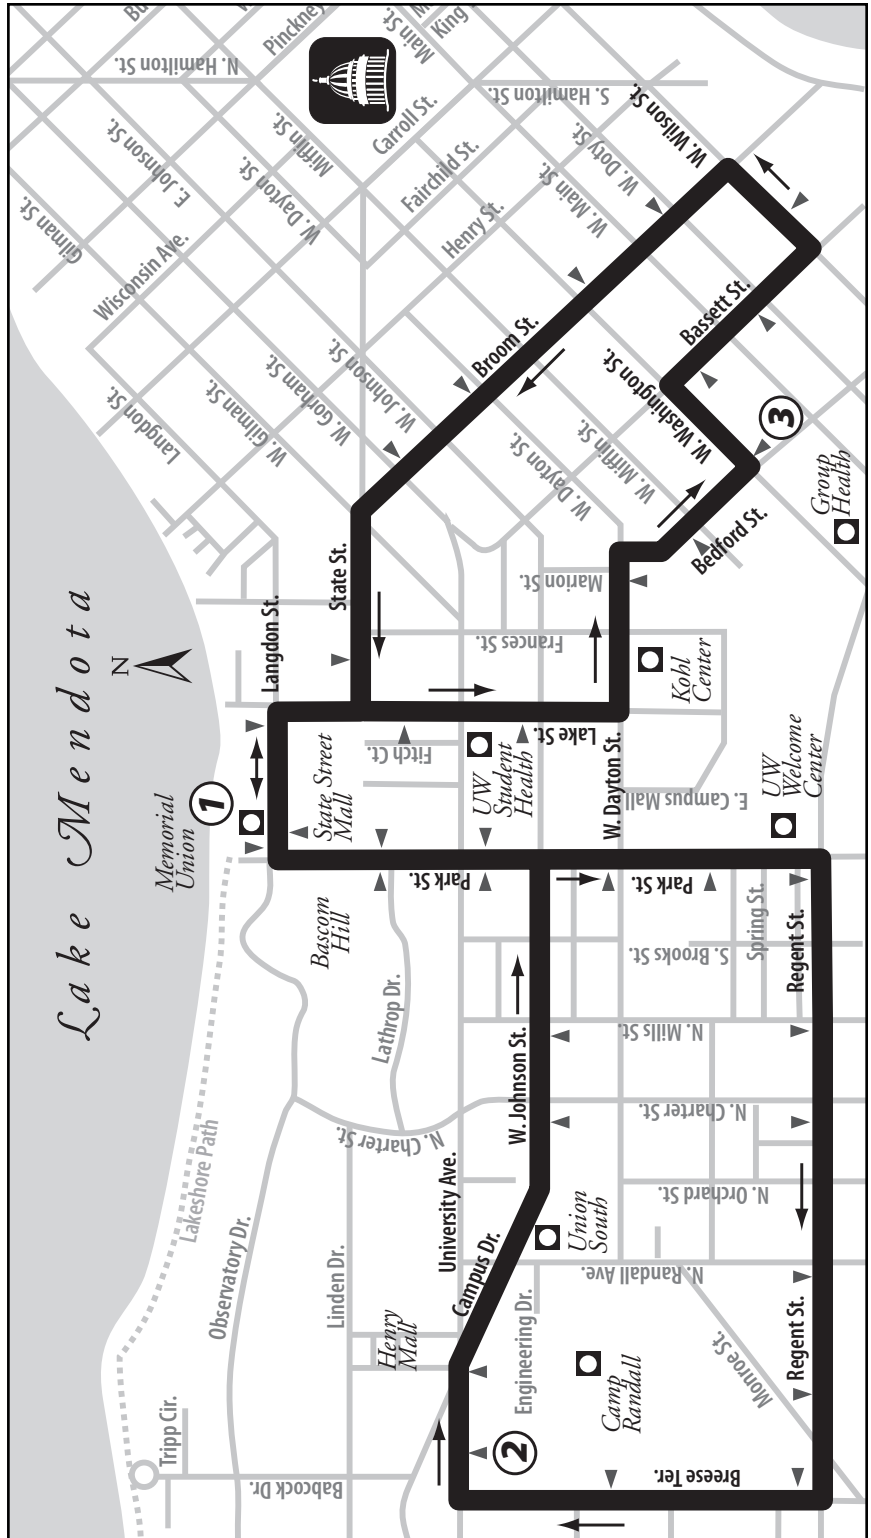 Lake Mendota
N
Bu
Pinckney
Main St.
King
N. Hamilton St.
S. Hamilton St.
W. Wilson St.
Carroll St.
Mifflin St.
E. Johnson St.
W. Dayton St.
Gilman St.
Wisconsin Ave.
Fairchild St.
Henry St.
W. Doty St.
W. Main St.
Bassett St.
Broom St.
W. Johnson St.
W. Gorham St.
W. Gilman St.
Langdon St.
W. Washington St.
W. Mifflin St.
W. Dayton St.
Bedford St.
3
Group
Health
State St.
Langdon St.
Marion St.
Frances St.
Kohl
Center
Lake St.
Fitch Ct.
UW
Student
Health
W. Dayton St.
E. Campus Mall
UW
Welcome
Center
State Street
Mall
1
Memorial
Union
Park St.
Park St.
Bascom
Hill
Lathrop Dr.
Spring St.
S. Brooks St.
Regent St.
N. Mills St.
W. Johnson St.
N. Charter St.
N. Charter St.
Lakeshore Path
Observatory Dr.
Linden Dr.
University Ave.
Campus Dr.
N. Orchard St.
Union
South
N. Randall Ave.
Engineering Dr.
Henry
Mall
Camp
Randall
Monroe St.
Regent St.
2
Breese Ter.
Tripp Cir.
Babcock Dr.